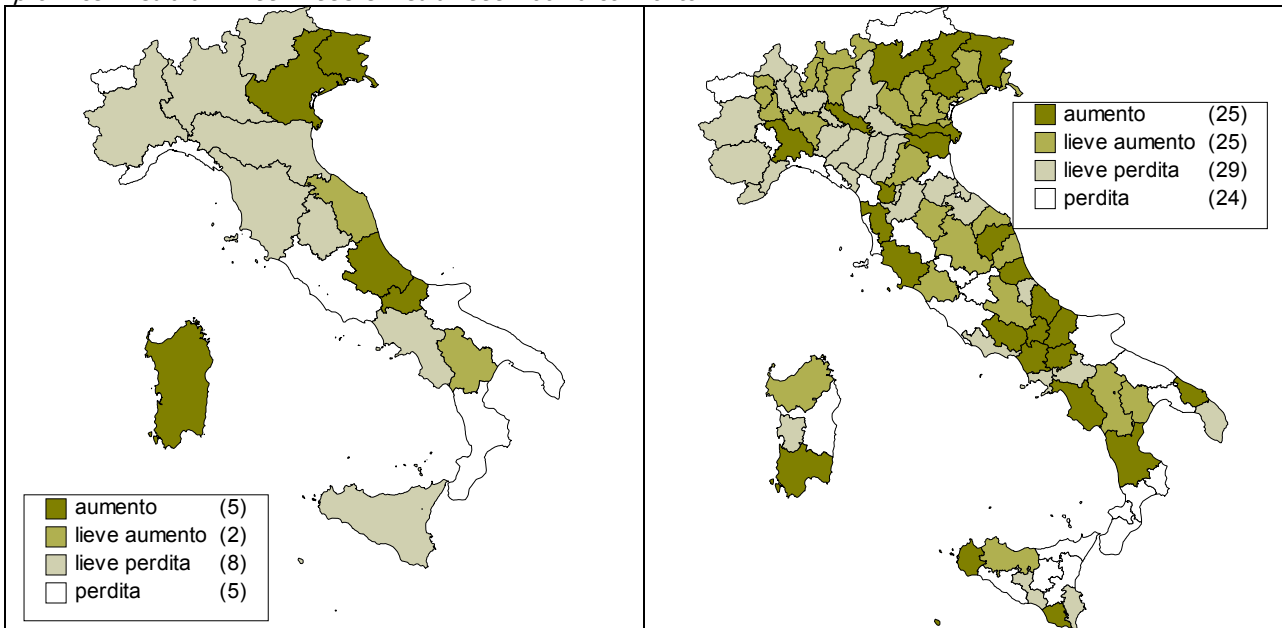 aumento (5)
lieve aumento (2)
lieve perdita (8)
perdita (5)
aumento (25)
lieve aumento (25)
lieve perdita (29)
perdita (24)